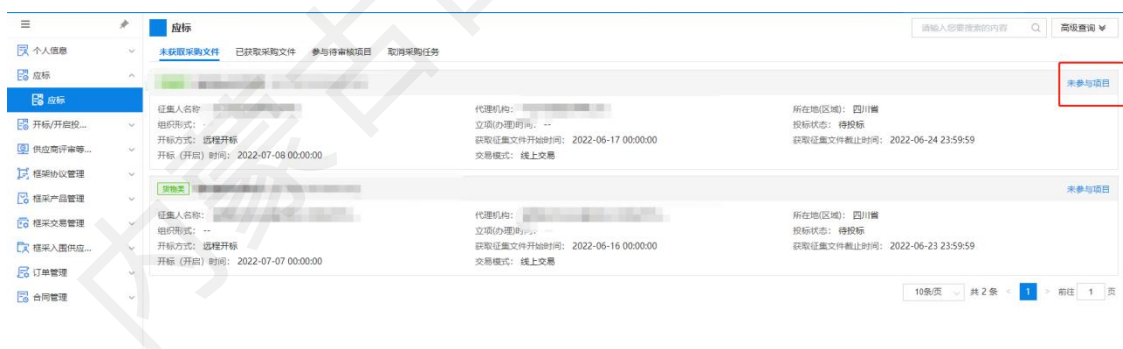 应标
请输入您要搜索的内容
高级查询
个人信息
未获取采购文件 已获取采购文件 参与待审核项目 取消采购任务
应标
未参与项目
应标
征集人名称
代理机构:
所在地(区域): 四川省
开标/开启投...
组织形式:
立项(办理)时间: --
投标状态: 待投标
供应商评审等...
开标方式: 远程开标
获取征集文件开始时间: 2022-06-17 00:00:00
获取征集文件截止时间: 2022-06-24 23:59:59
开标（开启）时间: 2022-07-08 00:00:00
交易模式: 线上交易
框架协议管理
货物类
未参与项目
框采产品管理
征集人名称:
代理机构:
所在地(区域): 四川省
框采交易管理
组织形式: --
立项(办理)时间:
投标状态: 待投标
框采入围供应...
开标方式: 远程开标
获取征集文件开始时间: 2022-06-16 00:00:00
获取征集文件截止时间: 2022-06-23 23:59:59
开标（开启）时间: 2022-07-07 00:00:00
交易模式: 线上交易
订单管理
合同管理
10条/页 共 2 条 < 1 > 前往 1 页
内蒙古